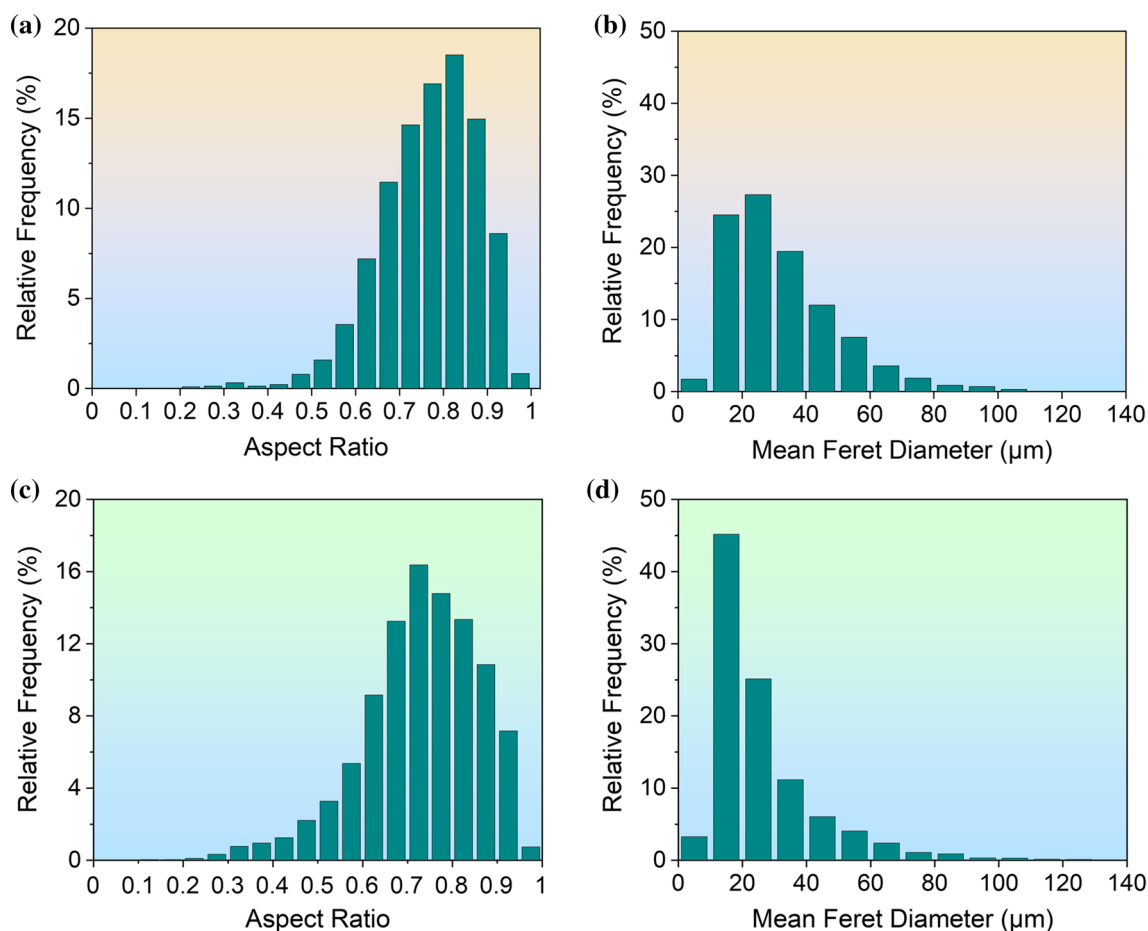 (a)
20
15
10
5
0
Relative Frequency (%)
0 0.1 0.2 0.3 0.4 0.5 0.6 0.7 0.8 0.9 1
Aspect Ratio
(b)
50
40
30
20
10
0
Relative Frequency (%)
0 20 40 60 80 100 120 140
Mean Feret Diameter (µm)
(c)
20
16
12
8
4
0
Relative Frequency (%)
0 0.1 0.2 0.3 0.4 0.5 0.6 0.7 0.8 0.9 1
Aspect Ratio
(d)
50
40
30
20
10
0
Relative Frequency (%)
0 20 40 60 80 100 120 140
Mean Feret Diameter (µm)